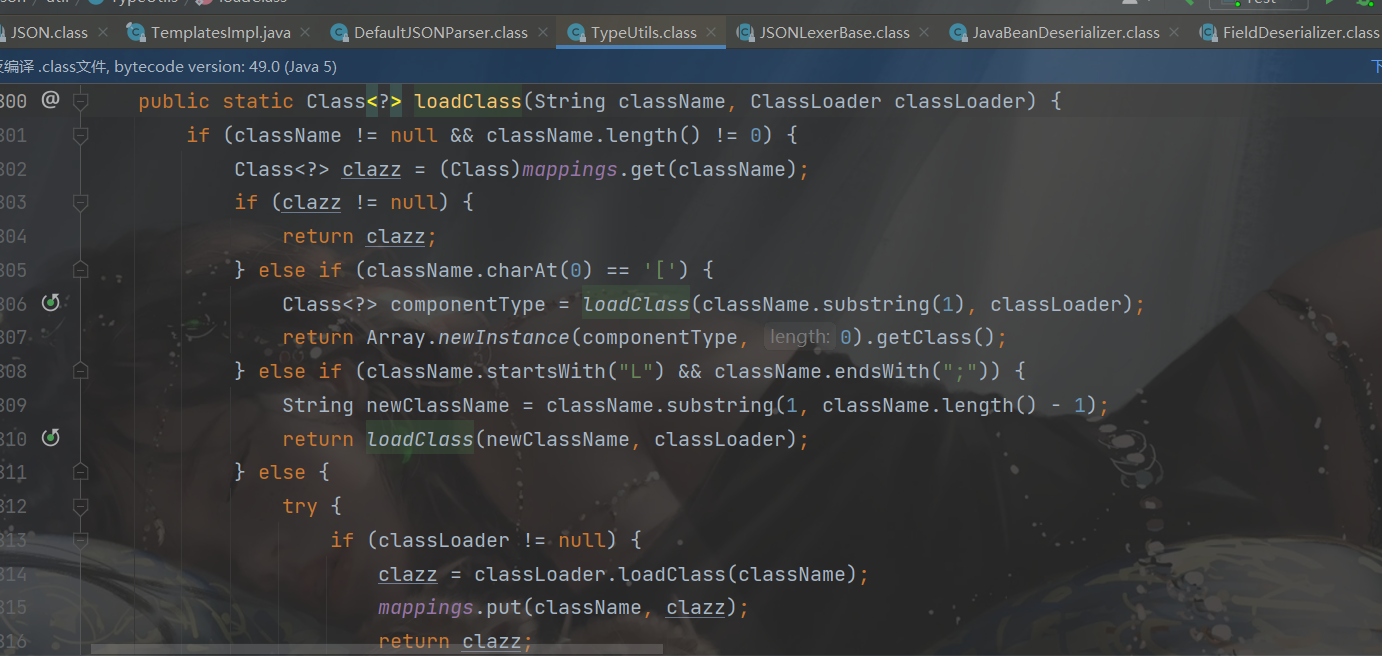 JSON.class TemplatesImpl.java DefaultJSONParser.class TypeUtils.class JSONLexerBase.class JavaBeanDeserializer.class FieldDeserializer.class
编译 .class文件, bytecode version: 49.0 (Java 5) 下
300 @ public static Class<?> loadClass(String className, ClassLoader classLoader) {
301 if (className != null && className.length() != 0) {
302 Class<?> clazz = (Class)mappings.get(className);
303 if (clazz != null) {
304 return clazz;
305 } else if (className.charAt(0) == '[') {
306 Class<?> componentType = loadClass(className.substring(1), classLoader);
307 return Array.newInstance(componentType, length: 0).getClass();
308 } else if (className.startsWith("L") && className.endsWith(";")) {
309 String newClassName = className.substring(1, className.length() - 1);
310 return loadClass(newClassName, classLoader);
311 } else {
312 try {
313 if (classLoader != null) {
314 clazz = classLoader.loadClass(className);
315 mappings.put(className, clazz);
316 return clazz;